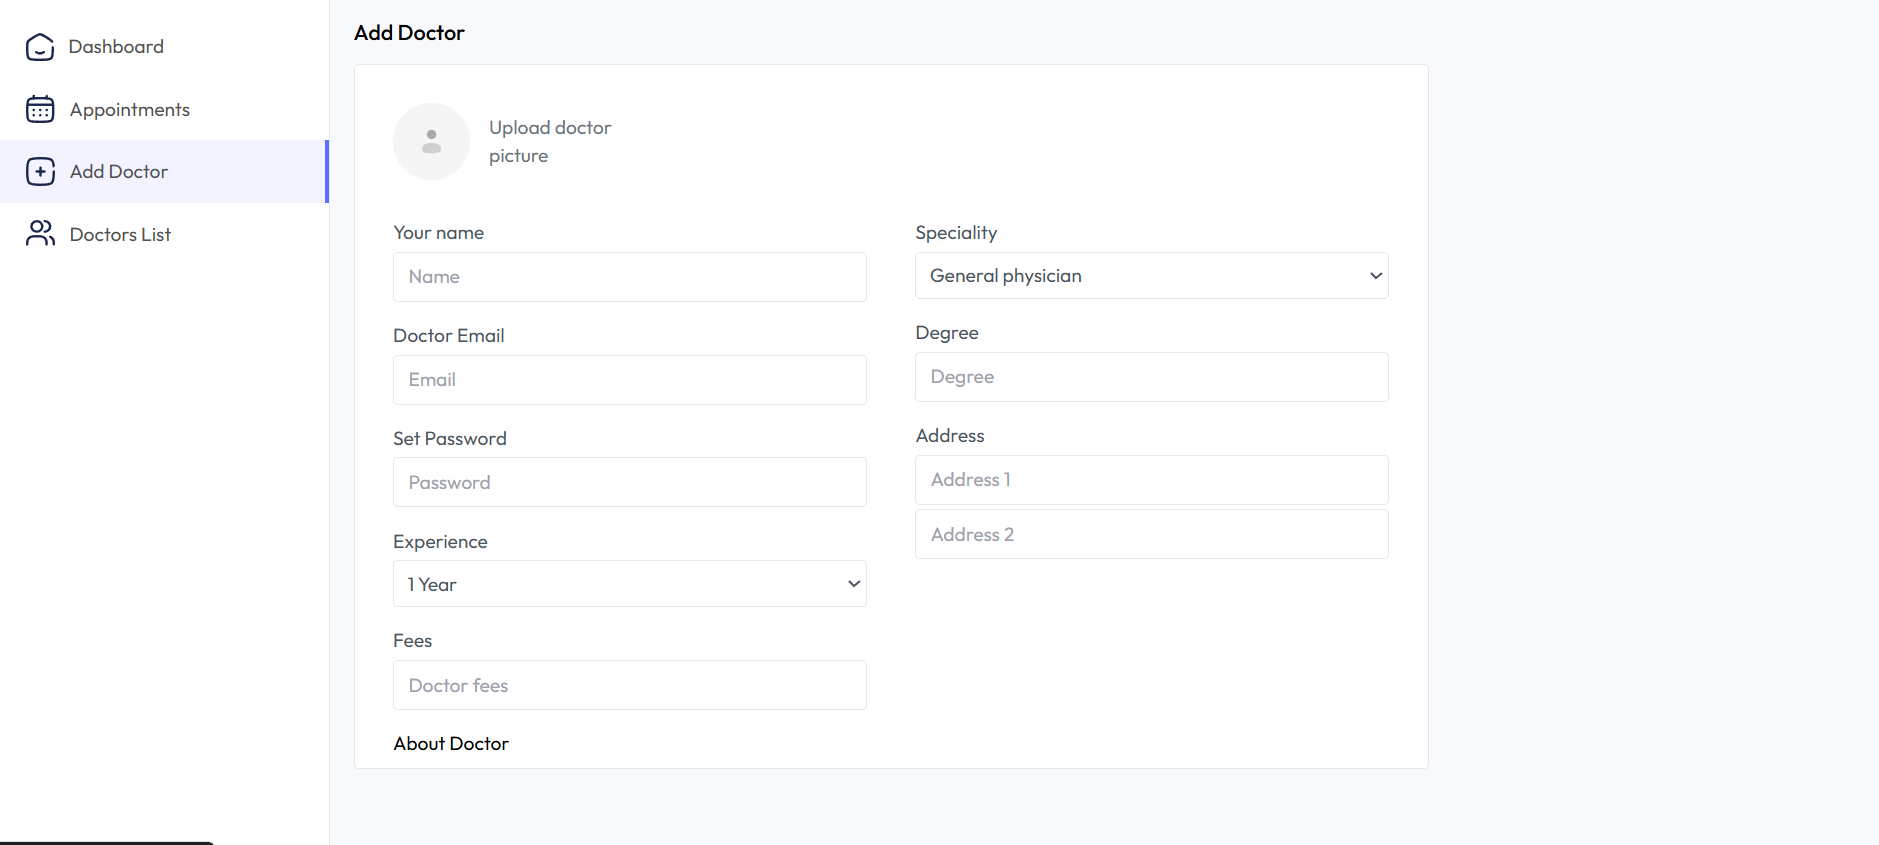 Dashboard
Appointments
Add Doctor
Doctors List
Add Doctor
Upload doctor
picture
Your name
Name
Doctor Email
Email
Set Password
Password
Experience
1 Year
Fees
Doctor fees
About Doctor
Speciality
General physician
Degree
Degree
Address
Address 1
Address 2